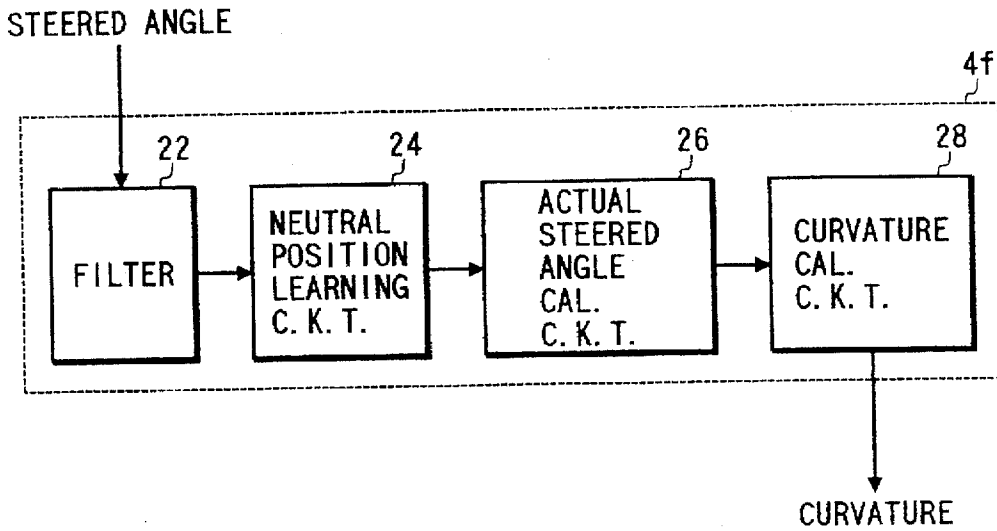 STEERED ANGLE
4f
22
24
26
28
FILTER
NEUTRAL
POSITION
LEARNING
C. K. T.
ACTUAL
STEERED
ANGLE
CAL.
C. K. T.
CURVATURE
CAL.
C. K. T.
CURVATURE